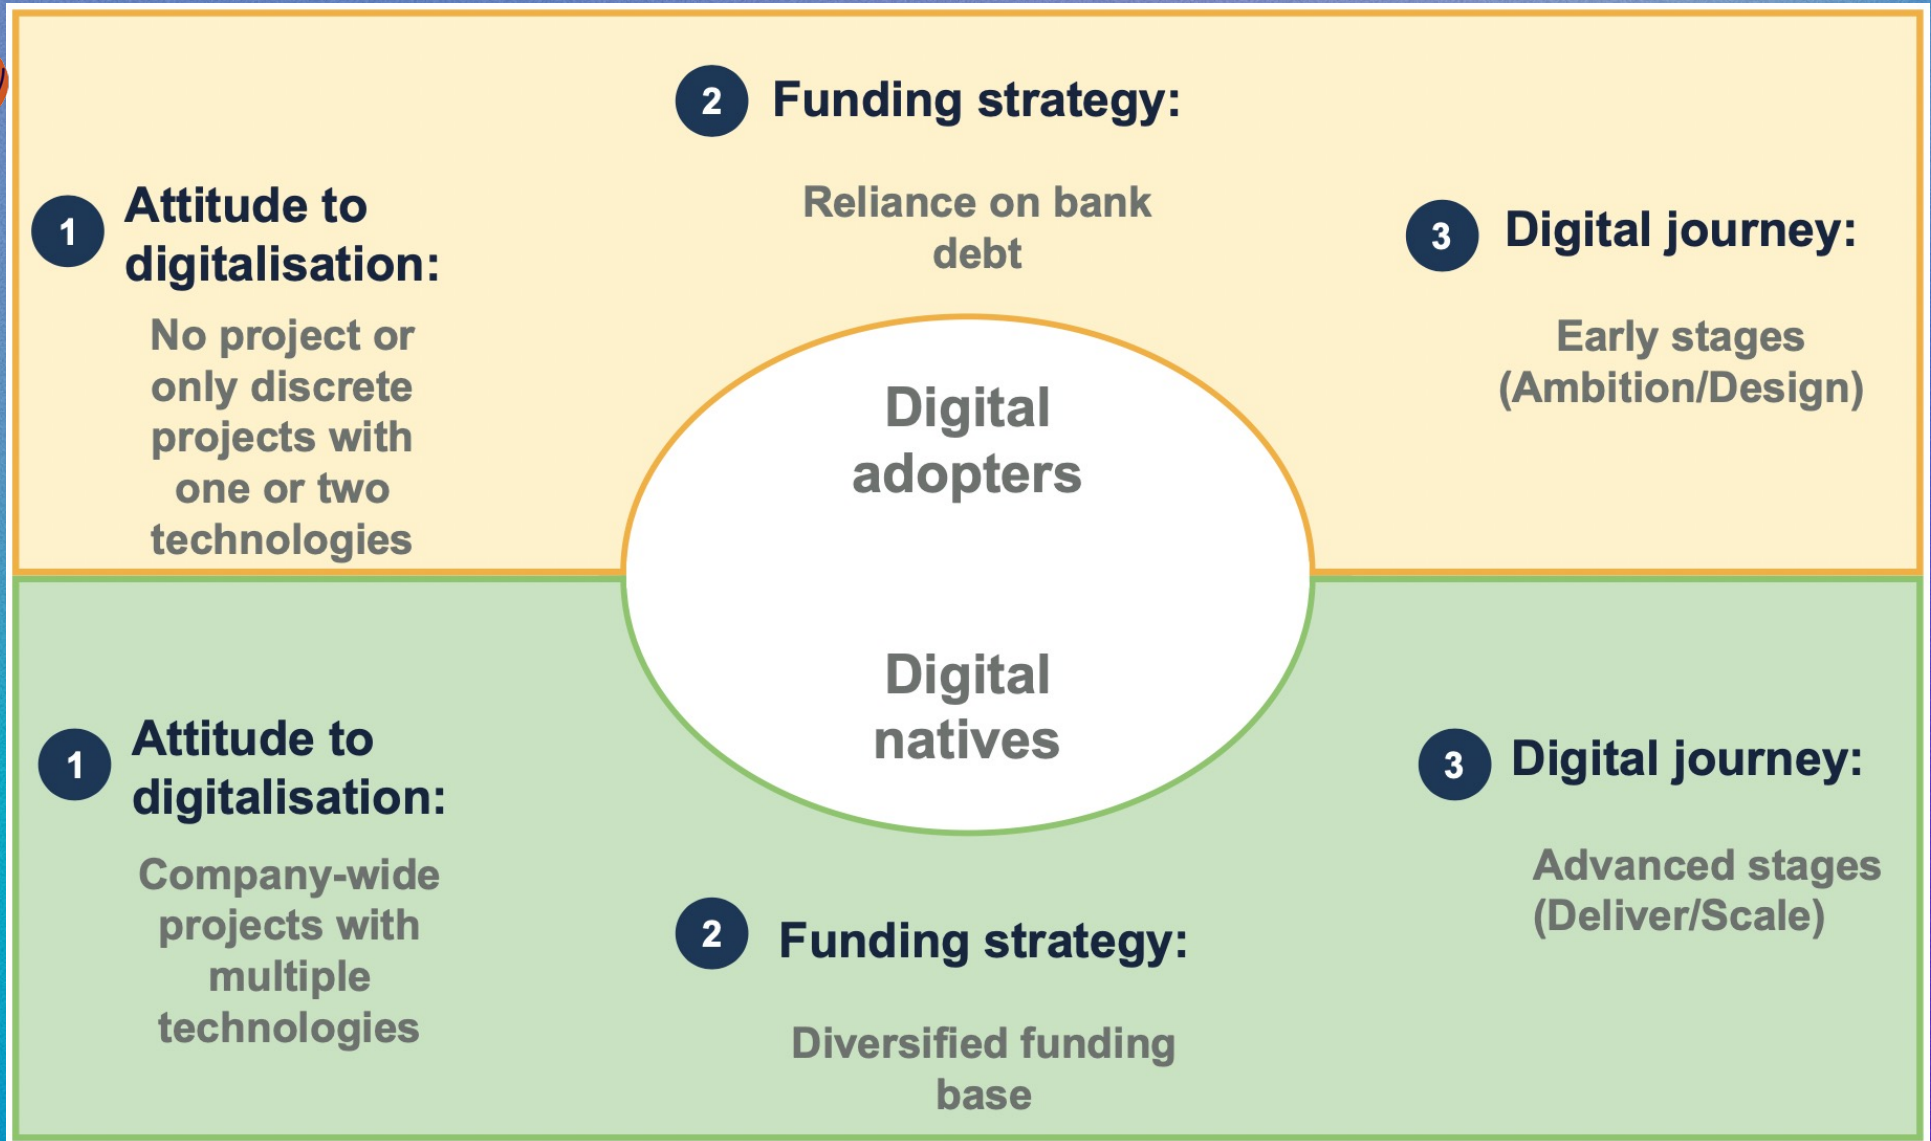 1
Attitude to
digitalisation:
No project or
only discrete
projects with
one or two
technologies
2
Funding strategy:
Reliance on bank
debt
3
Digital journey:
Early stages
(Ambition/Design)
Digital
adopters
Digital
natives
1
Attitude to
digitalisation:
Company-wide
projects with
multiple
technologies
2
Funding strategy:
Diversified funding
base
3
Digital journey:
Advanced stages
(Deliver/Scale)